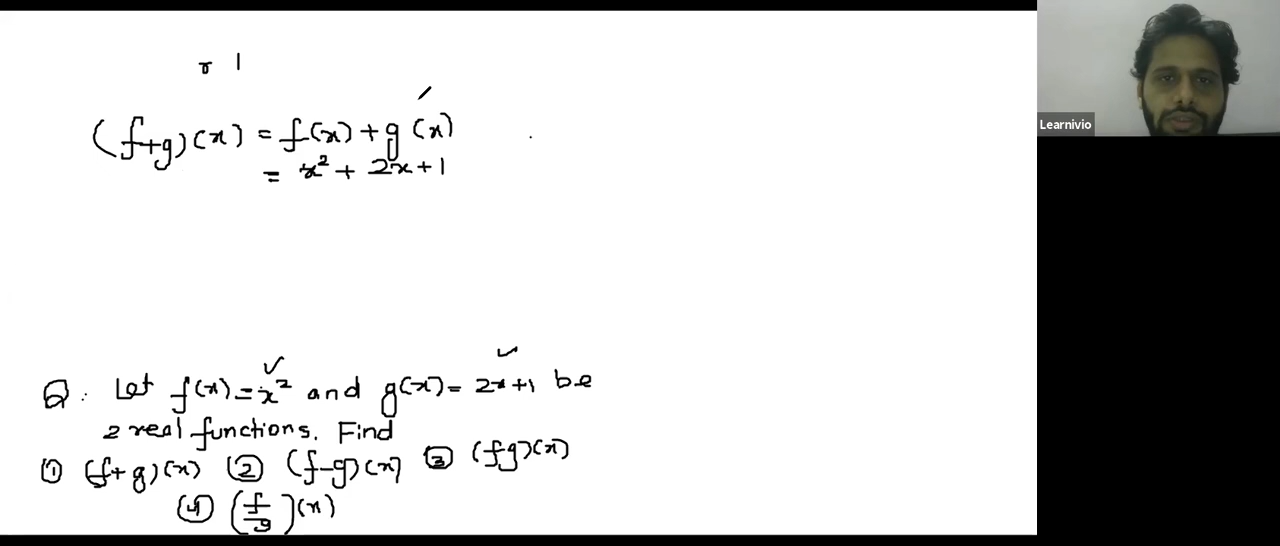 (f+g)(x) = f(x) + g(x)
= x² + 2x + 1
Learnivio
Q. Let f(x) = x² and g(x) = 2x+1 be
2 real functions. Find
① (f+g)(x) ② (f-g)(x) ③ (fg)(x)
④ (f/g)(x)